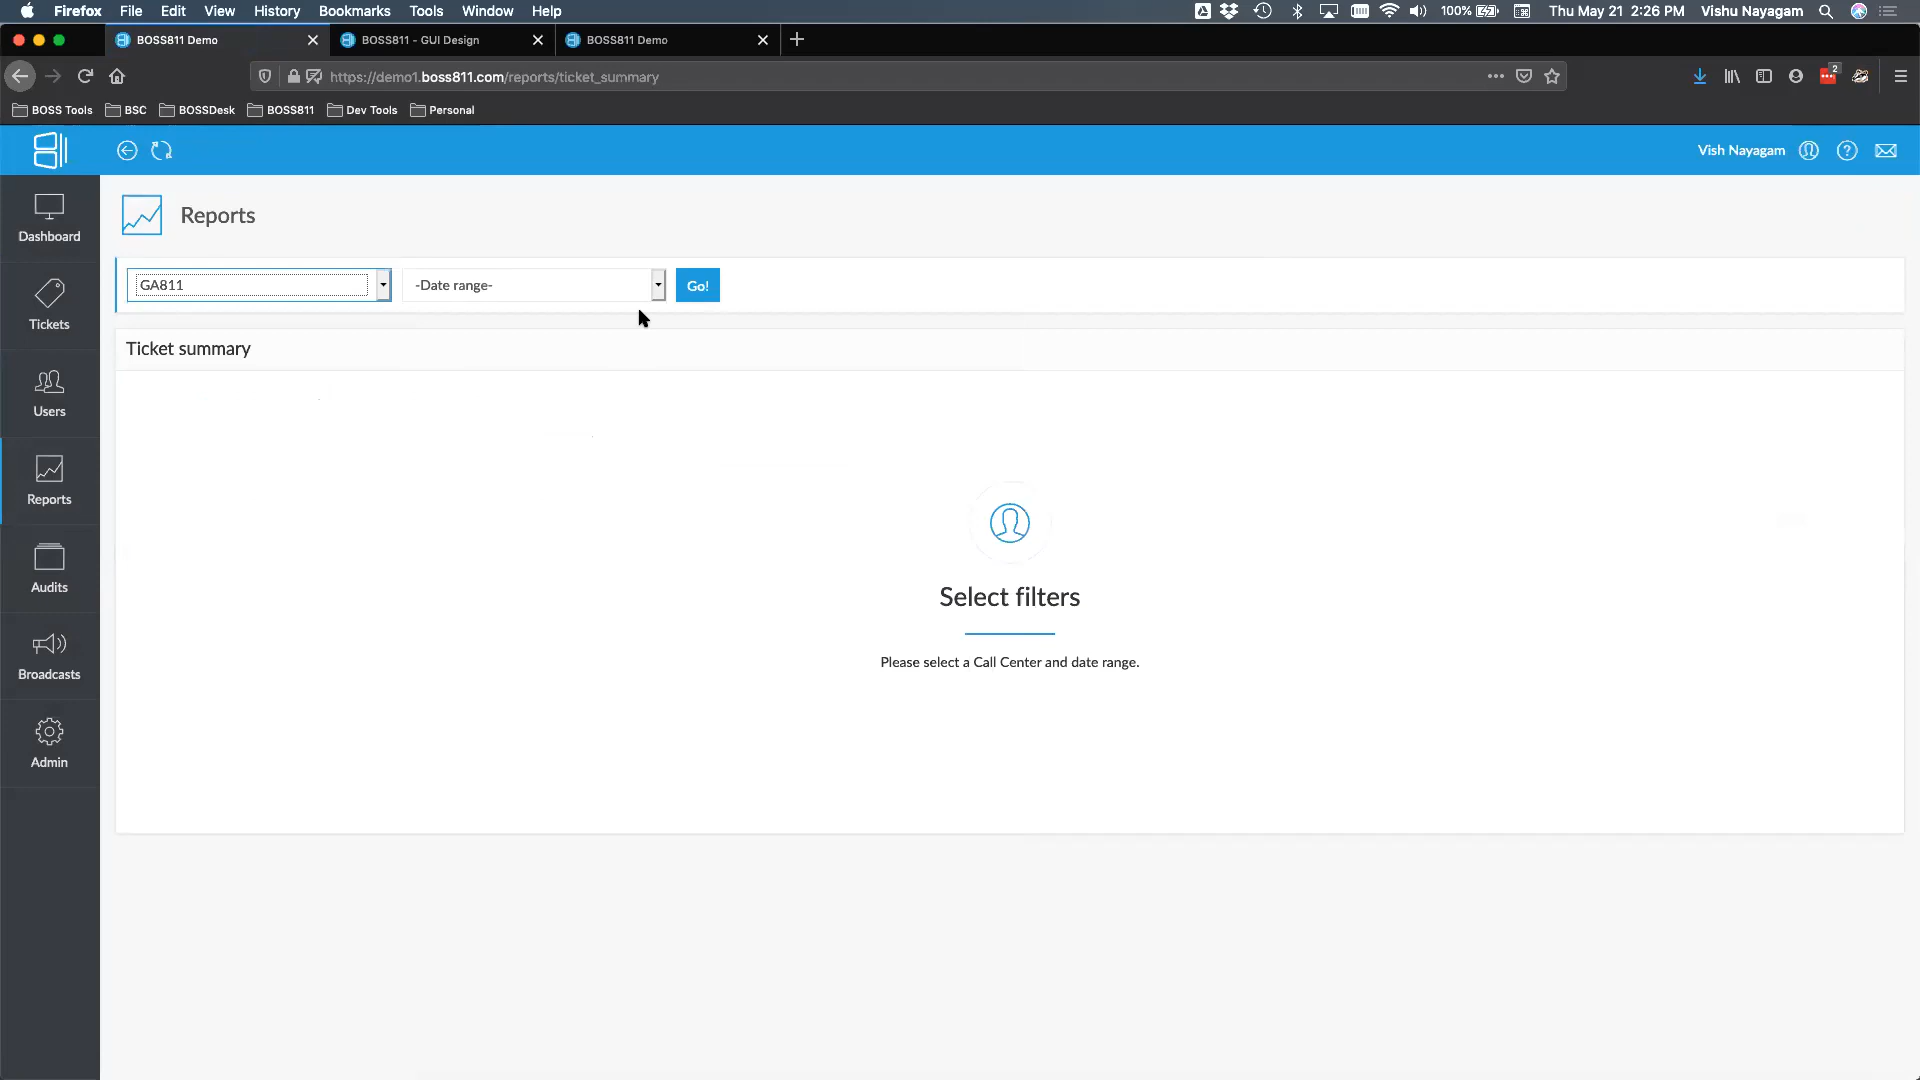 Firefox File Edit View History Bookmarks Tools Window Help 100% Thu May 21 2:26 PM Vishu Nayagam
BOSS811 Demo BOSS811 - GUI Design BOSS811 Demo
https://demo1.boss811.com/reports/ticket_summary 2
BOSS Tools BSC BOSSDesk BOSS811 Dev Tools Personal
Vish Nayagam
Dashboard
Tickets
Users
Reports
Audits
Broadcasts
Admin
Reports
GA811 -Date range- Go!
Ticket summary
Select filters
Please select a Call Center and date range.